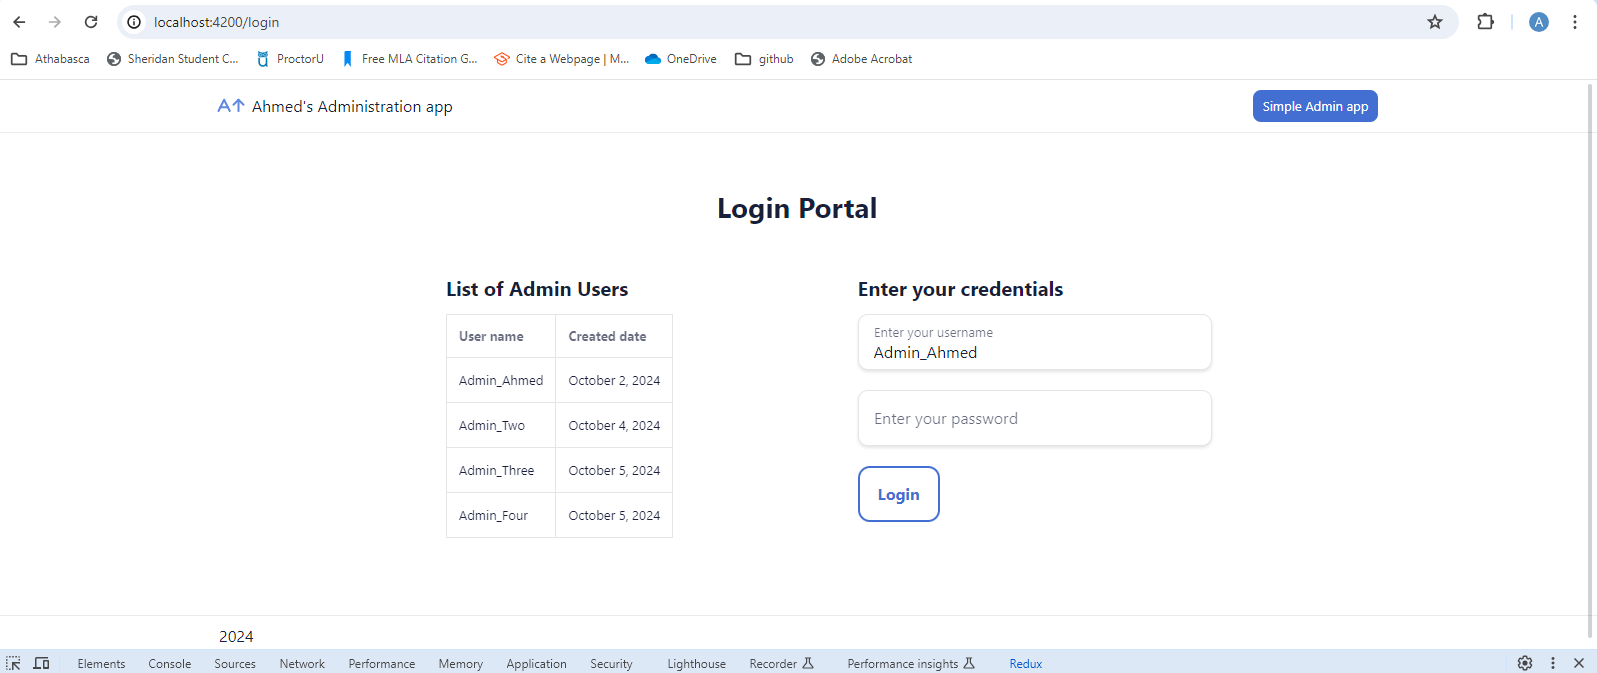 localhost:4200/login
A
Athabasca Sheridan Student C... ProctorU Free MLA Citation G... Cite a Webpage | M... OneDrive github Adobe Acrobat
A↑ Ahmed's Administration app Simple Admin app
Login Portal
List of Admin Users
User name Created date
Admin_Ahmed October 2, 2024
Admin_Two October 4, 2024
Admin_Three October 5, 2024
Admin_Four October 5, 2024
Enter your credentials
Enter your username
Admin_Ahmed
Enter your password
Login
2024
Elements Console Sources Network Performance Memory Application Security Lighthouse Recorder Performance insights Redux